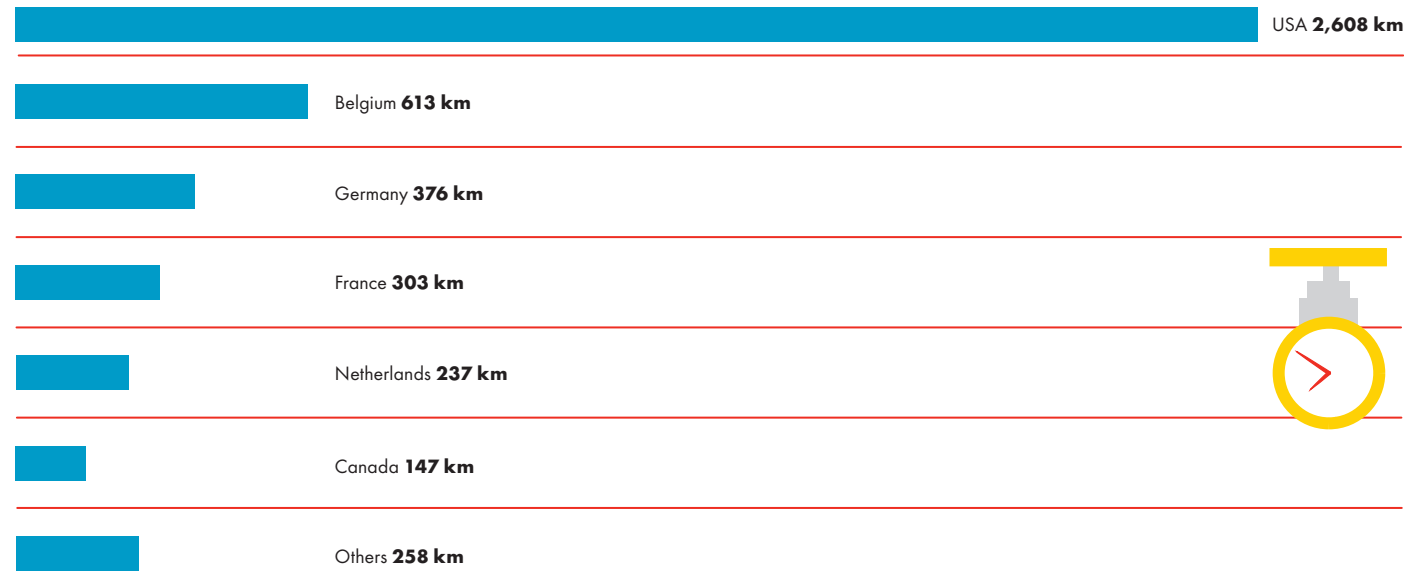 USA 2,608 km
Belgium 613 km
Germany 376 km
France 303 km
Netherlands 237 km
Canada 147 km
Others 258 km